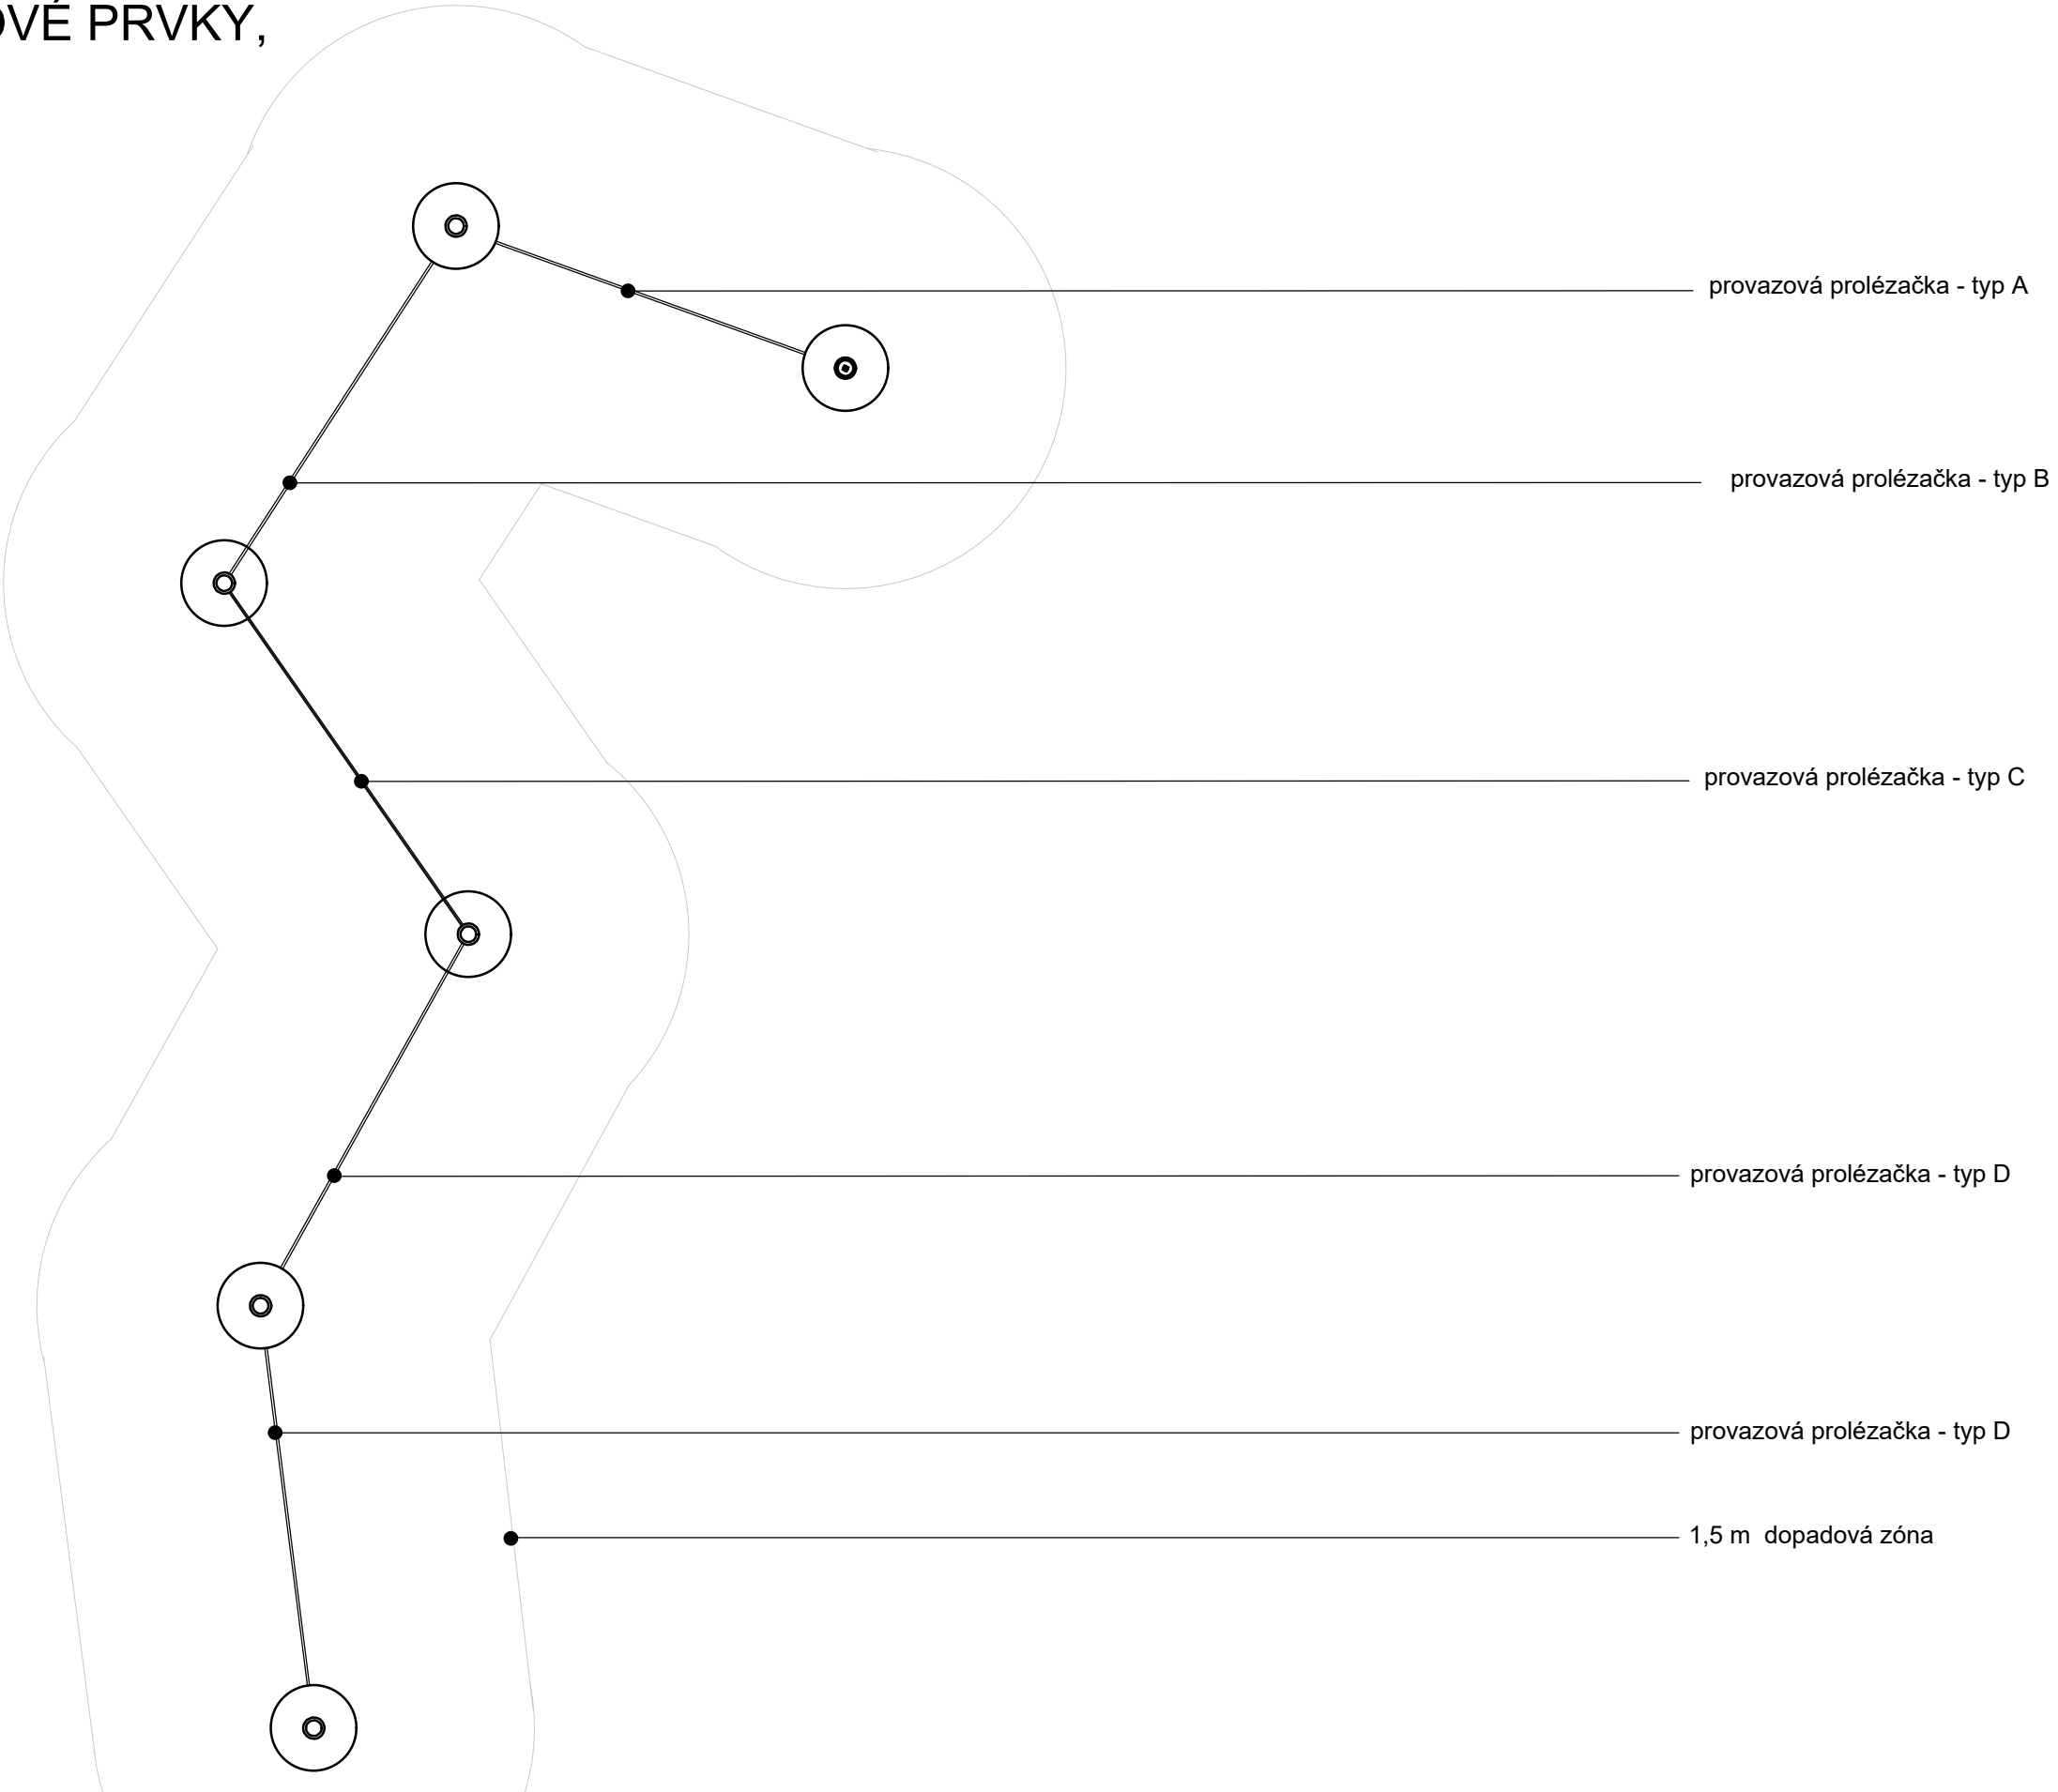 VÉ PRVKY,
provazová prolézačka - typ A
provazová prolézačka - typ B
provazová prolézačka - typ C
provazová prolézačka - typ D
provazová prolézačka - typ D
1,5 m  dopadová zóna